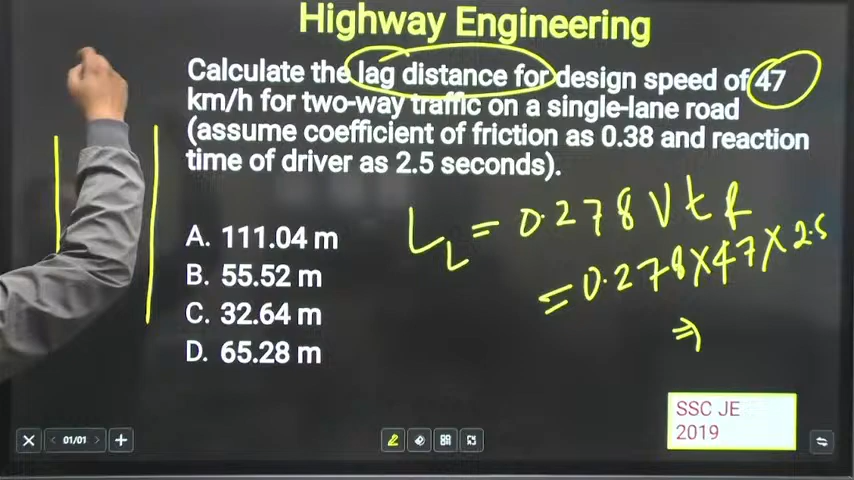 Highway Engineering
Calculate the lag distance for design speed of 47
km/h for two-way traffic on a single-lane road
(assume coefficient of friction as 0.38 and reaction
time of driver as 2.5 seconds).
A. 111.04 m
B. 55.52 m
C. 32.64 m
D. 65.28 m
L_L = 0.278 V t_R
= 0.278 × 47 × 2.5
⇒
SSC JE
2019
01/01